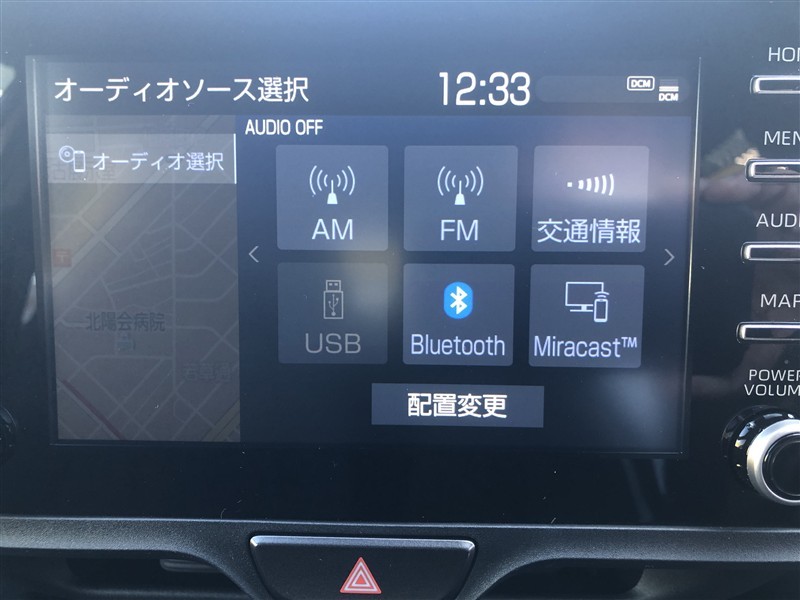 オーディオソース選択
12:33
DCM
DCM
AUDIO OFF
オーディオ選択
AM
FM
交通情報
USB
Bluetooth
Miracast™
北陽会病院
配置変更
HOM
MEN
AUDI
MAP
POWER
VOLUM